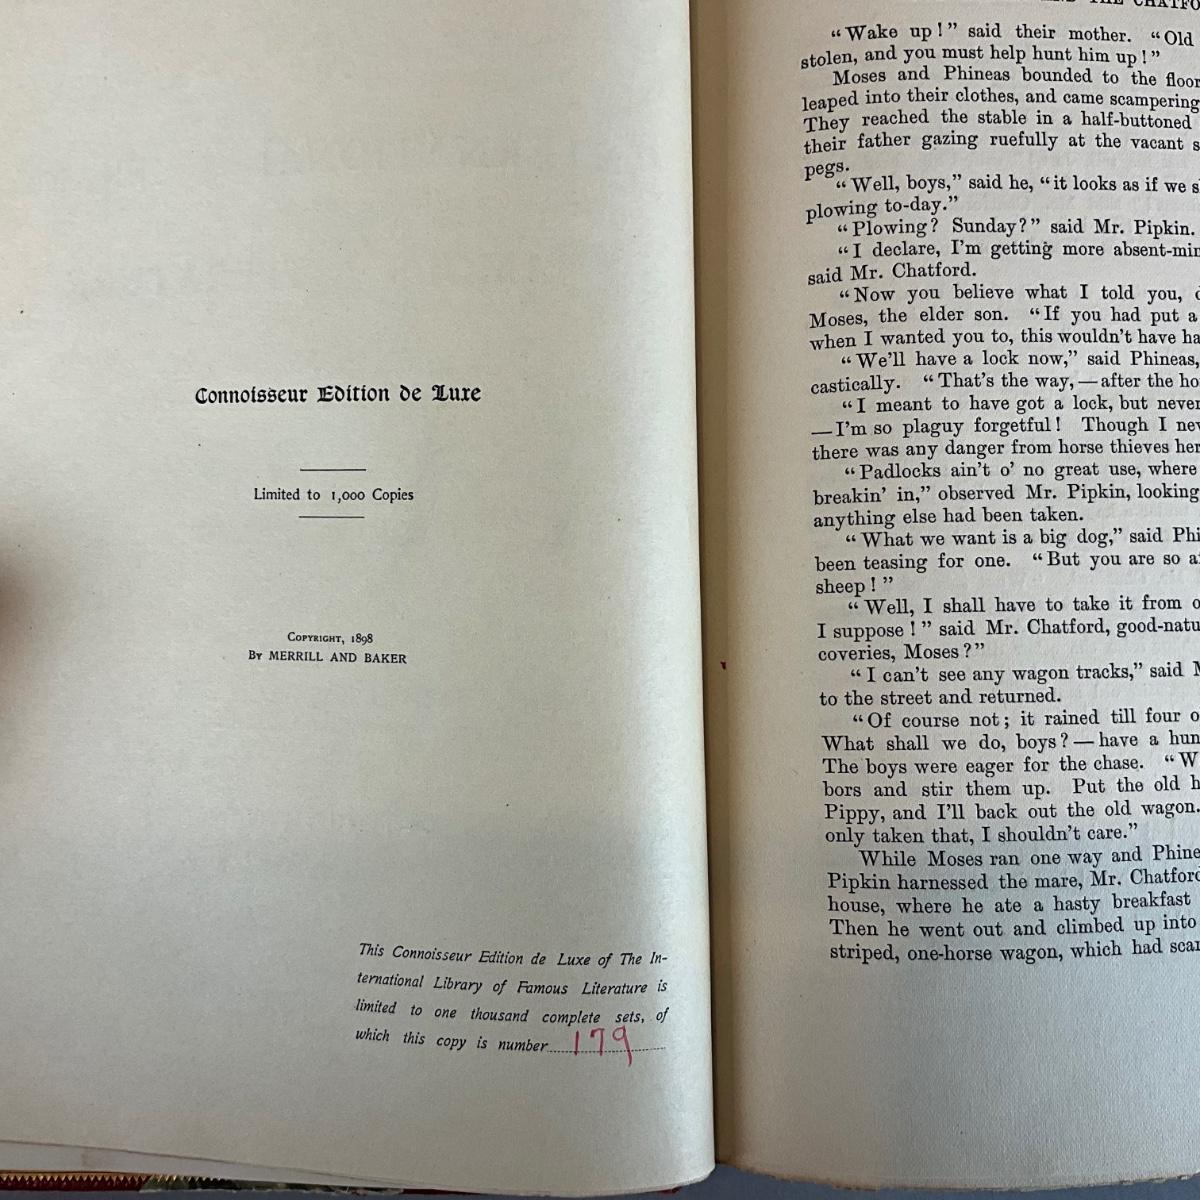 Connoisseur Edition de Luxe
Limited to 1,000 Copies
COPYRIGHT, 1898
By MERRILL AND BAKER
This Connoisseur Edition de Luxe of The In-
ternational Library of Famous Literature is
limited to one thousand complete sets, of
which this copy is number 179
THE CHATFO
“Wake up!” said their mother. “Old
stolen, and you must help hunt him up!”
Moses and Phineas bounded to the floor
leaped into their clothes, and came scampering
They reached the stable in a half-buttoned
their father gazing ruefully at the vacant s
pegs.
“Well, boys,” said he, “it looks as if we s
plowing to-day.”
“Plowing? Sunday?” said Mr. Pipkin.
“I declare, I'm getting more absent-min
said Mr. Chatford.
“Now you believe what I told you, d
Moses, the elder son. “If you had put a
when I wanted you to, this wouldn't have ha
“We'll have a lock now,” said Phineas,
castically. “That's the way,—after the ho
“I meant to have got a lock, but never
—I'm so plaguy forgetful! Though I nev
there was any danger from horse thieves her
“Padlocks ain't o' no great use, where
breakin' in,” observed Mr. Pipkin, looking
anything else had been taken.
“What we want is a big dog,” said Phi
been teasing for one. “But you are so a
sheep!”
“Well, I shall have to take it from o
I suppose!” said Mr. Chatford, good-natu
coveries, Moses?”
“I can't see any wagon tracks,” said M
to the street and returned.
“Of course not; it rained till four o
What shall we do, boys?—have a hun
The boys were eager for the chase. “W
bors and stir them up. Put the old h
Pippy, and I'll back out the old wagon.
only taken that, I shouldn't care.”
While Moses ran one way and Phine
Pipkin harnessed the mare, Mr. Chatford
house, where he ate a hasty breakfast
Then he went out and climbed up into
striped, one-horse wagon, which had scar